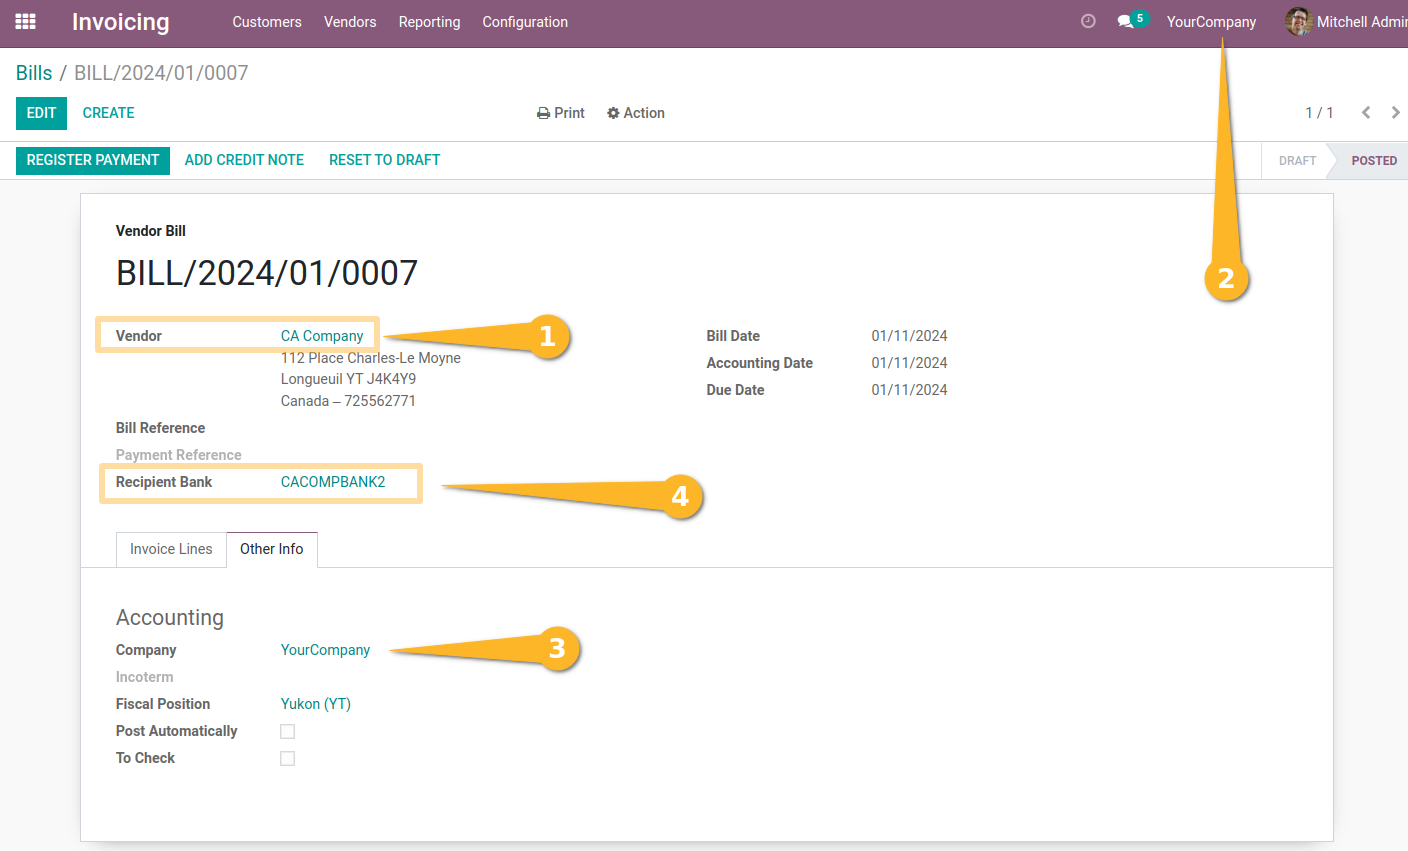 Invoicing Customers Vendors Reporting Configuration 5 YourCompany Mitchell Admin
Bills / BILL/2024/01/0007
EDIT CREATE Print Action 1 / 1
REGISTER PAYMENT ADD CREDIT NOTE RESET TO DRAFT DRAFT POSTED
Vendor Bill
BILL/2024/01/0007
2
Vendor CA Company 1 Bill Date 01/11/2024
112 Place Charles-Le Moyne Accounting Date 01/11/2024
Longueuil YT J4K4Y9 Due Date 01/11/2024
Canada – 725562771
Bill Reference
Payment Reference
Recipient Bank CACOMPBANK2 4
Invoice Lines Other Info
Accounting
Company YourCompany 3
Incoterm
Fiscal Position Yukon (YT)
Post Automatically
To Check